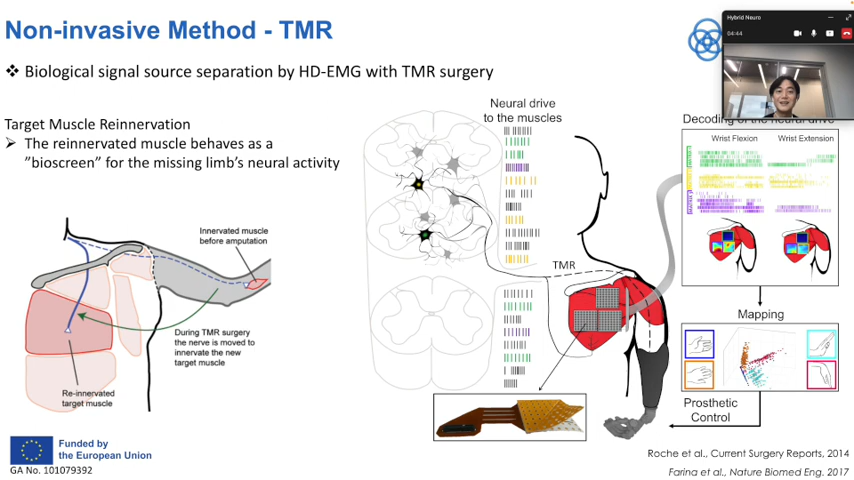 Non-invasive Method - TMR
Hybrid Neuro
04:44
❖ Biological signal source separation by HD-EMG with TMR surgery
Target Muscle Reinnervation
➢ The reinnervated muscle behaves as a
"bioscreen" for the missing limb's neural activity
Innervated muscle
before amputation
During TMR surgery
the nerve is moved to
innervate the new
target muscle
Re-innervated
target muscle
Neural drive
to the muscles
TMR
Decoding of the neural drive
Wrist Flexion
Wrist Extension
Mapping
Prosthetic
Control
Funded by
the European Union
GA No. 101079392
Roche et al., Current Surgery Reports, 2014
Farina et al., Nature Biomed Eng. 2017